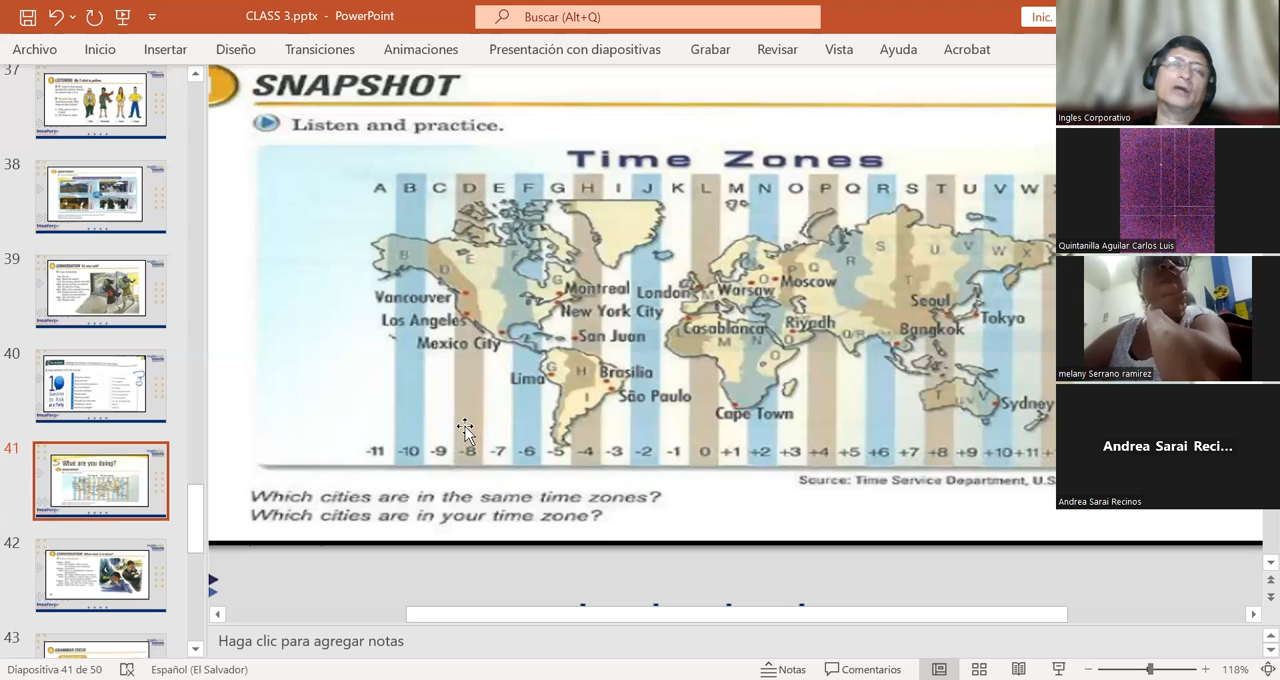 CLASS 3.pptx - PowerPoint
Buscar (Alt+Q)
Inic.
Archivo Inicio Insertar Diseño Transiciones Animaciones Presentación con diapositivas Grabar Revisar Vista Ayuda Acrobat
37
38
39
40
41
What are you doing?
42
43
SNAPSHOT
Listen and practice.
Time Zones
A B C D E F G H I J K L M N O P Q R S T U V W
Vancouver
Los Angeles
Mexico City
Montreal
New York City
San Juan
Lima
Brasilia
São Paulo
London
Warsaw
Moscow
Casablanca
Riyadh
Cape Town
Seoul
Tokyo
Bangkok
Sydney
-11 -10 -9 -8 -7 -6 -5 -4 -3 -2 -1 0 +1 +2 +3 +4 +5 +6 +7 +8 +9 +10 +11
Source: Time Service Department, U.S
Which cities are in the same time zones?
Which cities are in your time zone?
Haga clic para agregar notas
Diapositiva 41 de 50
Español (El Salvador)
Notas
Comentarios
118%
Ingles Corporativo
Quintanilla Aguilar Carlos Luis
melany Serrano ramirez
Andrea Sarai Reci...
Andrea Sarai Recinos